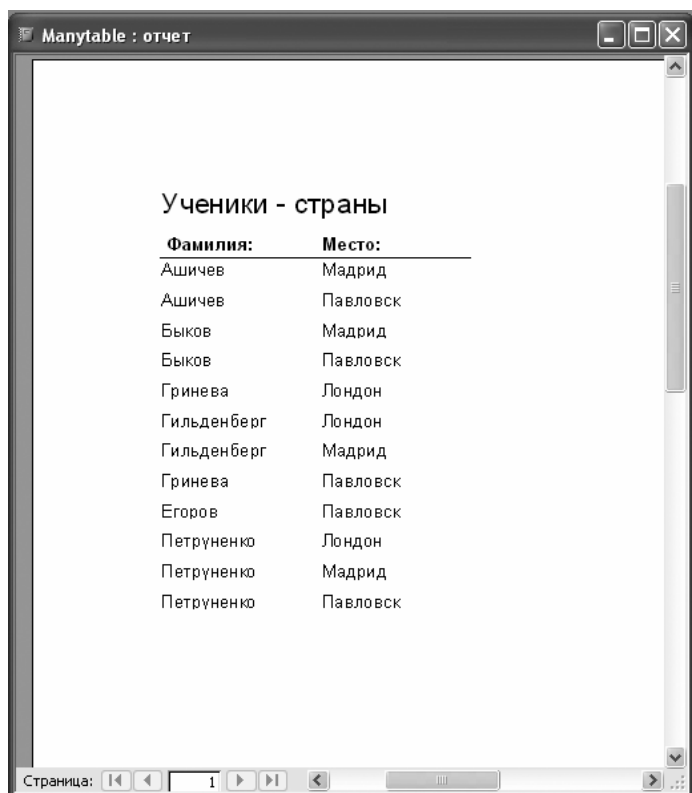 Manytable : отчет
Ученики - страны
Фамилия: Место:
Ашичев Мадрид
Ашичев Павловск
Быков Мадрид
Быков Павловск
Гринева Лондон
Гильденберг Лондон
Гильденберг Мадрид
Гринева Павловск
Егоров Павловск
Петруненко Лондон
Петруненко Мадрид
Петруненко Павловск
Страница: 1